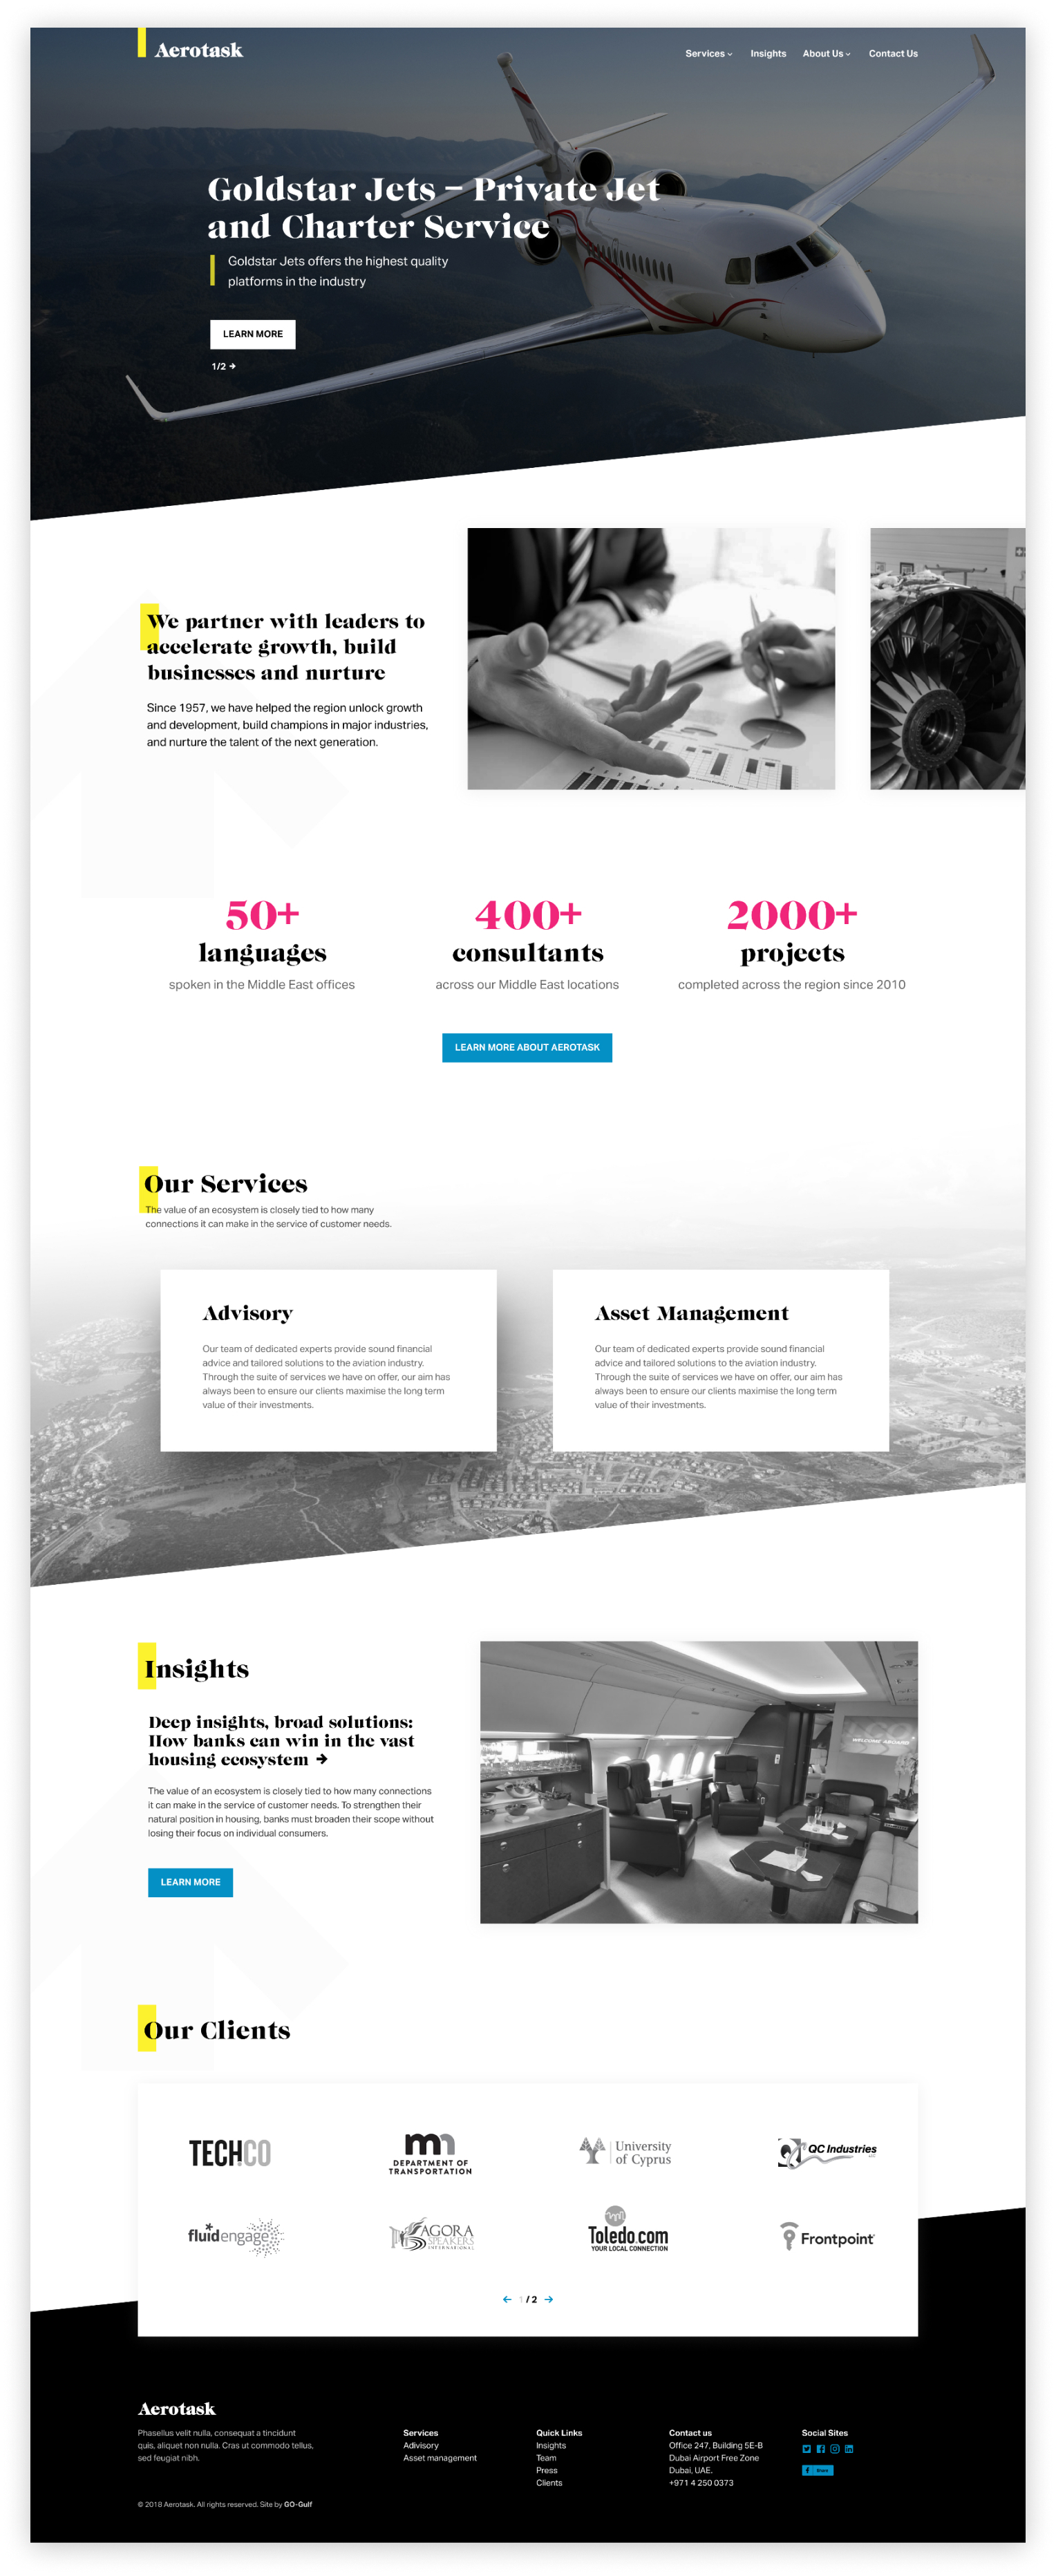 Aerotask
Services
Insights
About Us
Contact Us
Goldstar Jets – Private Jet
and Charter Service
Goldstar Jets offers the highest quality
platforms in the industry
LEARN MORE
1/2 →
We partner with leaders to
accelerate growth, build
businesses and nurture
Since 1957, we have helped the region unlock growth
and development, build champions in major industries,
and nurture the talent of the next generation.
50+
languages
spoken in the Middle East offices
400+
consultants
across our Middle East locations
2000+
projects
completed across the region since 2010
LEARN MORE ABOUT AEROTASK
Our Services
The value of an ecosystem is closely tied to how many
connections it can make in the service of customer needs.
Advisory
Our team of dedicated experts provide sound financial
advice and tailored solutions to the aviation industry.
Through the suite of services we have on offer, our aim has
always been to ensure our clients maximise the long term
value of their investments.
Asset Management
Our team of dedicated experts provide sound financial
advice and tailored solutions to the aviation industry.
Through the suite of services we have on offer, our aim has
always been to ensure our clients maximise the long term
value of their investments.
Insights
Deep insights, broad solutions:
How banks can win in the vast
housing ecosystem →
The value of an ecosystem is closely tied to how many connections
it can make in the service of customer needs. To strengthen their
natural position in housing, banks must broaden their scope without
losing their focus on individual consumers.
LEARN MORE
WELCOME ABOARD
Our Clients
TECH.CO
DEPARTMENT OF
TRANSPORTATION
University
of Cyprus
QC Industries
fluidengage
AGORA
SPEAKERS
INTERNATIONAL
Toledo.com
YOUR LOCAL CONNECTION
Frontpoint
← 1 / 2 →
Aerotask
Phasellus velit nulla, consequat a tincidunt
quis, aliquet non nulla. Cras ut commodo tellus,
sed feugiat nibh.
Services
Adivisory
Asset management
Quick Links
Insights
Team
Press
Clients
Contact us
Office 247, Building 5E-B
Dubai Airport Free Zone
Dubai, UAE.
+971 4 250 0373
Social Sites
Share
© 2018 Aerotask. All rights reserved. Site by GO-Gulf